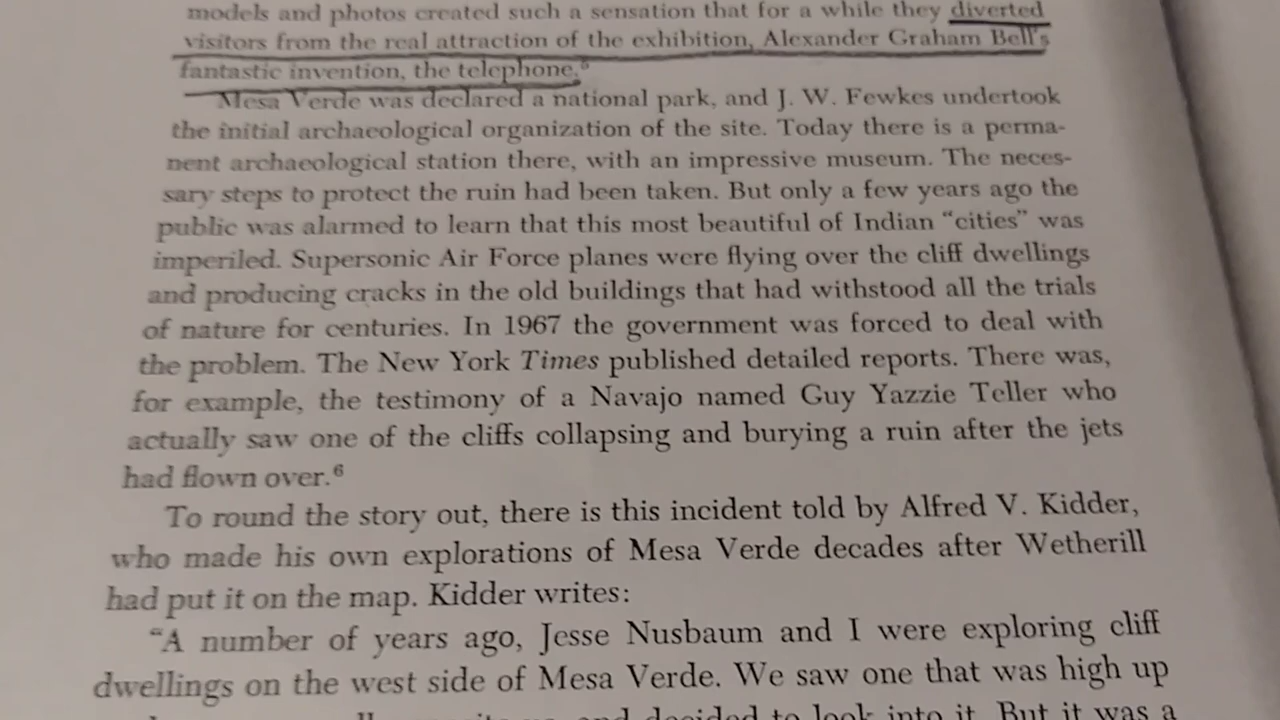 models and photos created such a sensation that for a while they diverted
visitors from the real attraction of the exhibition, Alexander Graham Bell's
fantastic invention, the telephone.⁵
Mesa Verde was declared a national park, and J. W. Fewkes undertook
the initial archaeological organization of the site. Today there is a perma-
nent archaeological station there, with an impressive museum. The neces-
sary steps to protect the ruin had been taken. But only a few years ago the
public was alarmed to learn that this most beautiful of Indian “cities” was
imperiled. Supersonic Air Force planes were flying over the cliff dwellings
and producing cracks in the old buildings that had withstood all the trials
of nature for centuries. In 1967 the government was forced to deal with
the problem. The New York Times published detailed reports. There was,
for example, the testimony of a Navajo named Guy Yazzie Teller who
actually saw one of the cliffs collapsing and burying a ruin after the jets
had flown over.⁶
To round the story out, there is this incident told by Alfred V. Kidder,
who made his own explorations of Mesa Verde decades after Wetherill
had put it on the map. Kidder writes:
“A number of years ago, Jesse Nusbaum and I were exploring cliff
dwellings on the west side of Mesa Verde. We saw one that was high up
and decided to look into it. But it was a